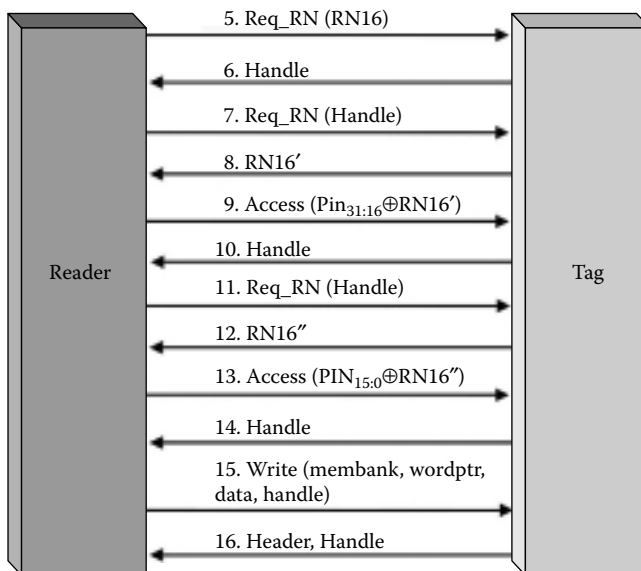 5. Req_RN (RN16)
6. Handle
7. Req_RN (Handle)
8. RN16′
9. Access (Pin₃₁:₁₆⊕RN16′)
10. Handle
Reader
Tag
11. Req_RN (Handle)
12. RN16″
13. Access (PIN₁₅:₀⊕RN16″)
14. Handle
15. Write (membank, wordptr,
data, handle)
16. Header, Handle